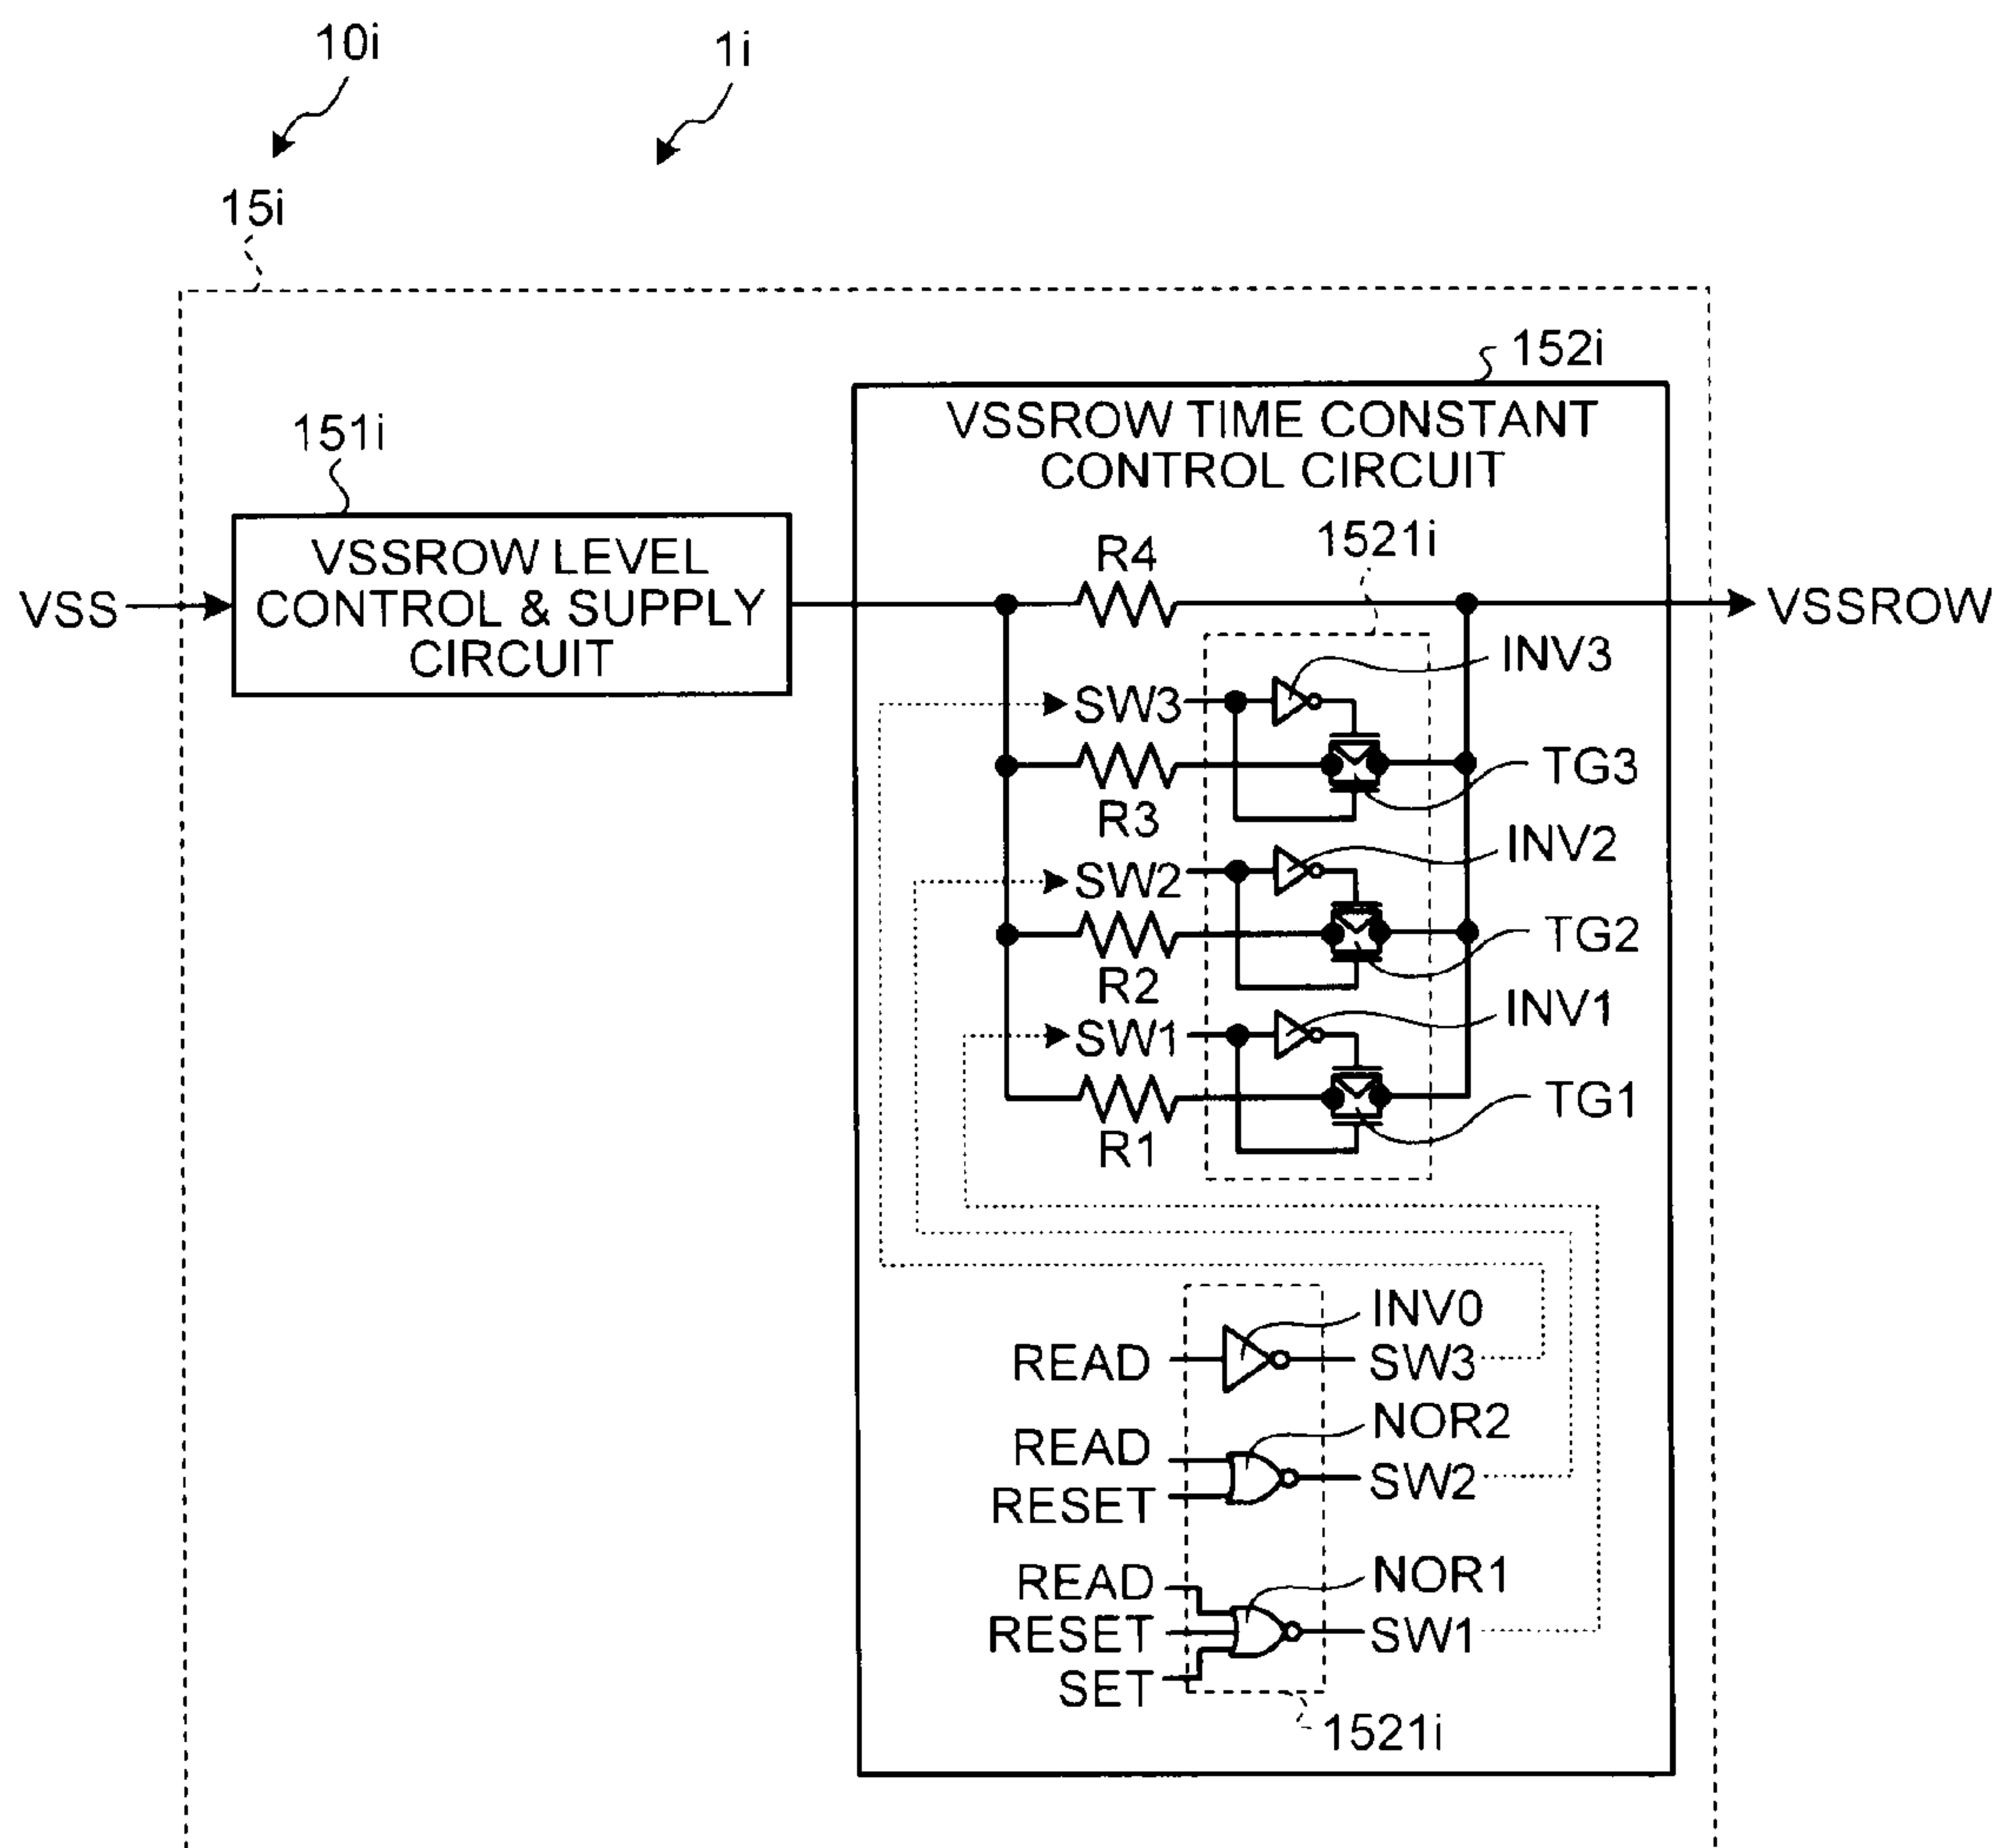 10i
1i
15i
152i
VSSROW TIME CONSTANT
CONTROL CIRCUIT
151i
VSSROW LEVEL
CONTROL & SUPPLY
CIRCUIT
VSS
VSSROW
1521i
R4
INV3
SW3
TG3
R3
INV2
SW2
TG2
R2
INV1
SW1
TG1
R1
INV0
READ
SW3
NOR2
READ
SW2
RESET
NOR1
READ
RESET
SW1
SET
1521i